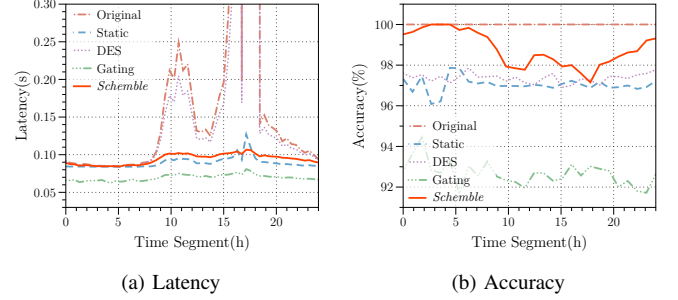 0.30
0.25
0.20
0.15
0.10
0.05
Latency(s)
Original
Static
DES
Gating
Schemble
0 5 10 15 20
Time Segment(h)
(a) Latency
100
98
96
94
92
Accuracy(%)
Original
Static
DES
Gating
Schemble
0 5 10 15 20
Time Segment(h)
(b) Accuracy